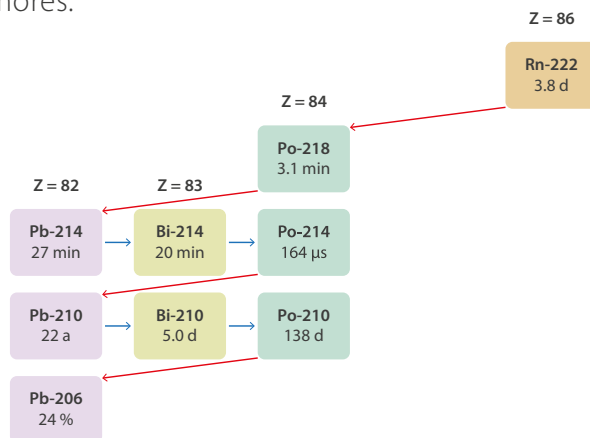 Z = 86
Rn-222
3.8 d
Z = 84
Po-218
3.1 min
Z = 82
Z = 83
Pb-214
27 min
Bi-214
20 min
Po-214
164 µs
Pb-210
22 a
Bi-210
5.0 d
Po-210
138 d
Pb-206
24 %